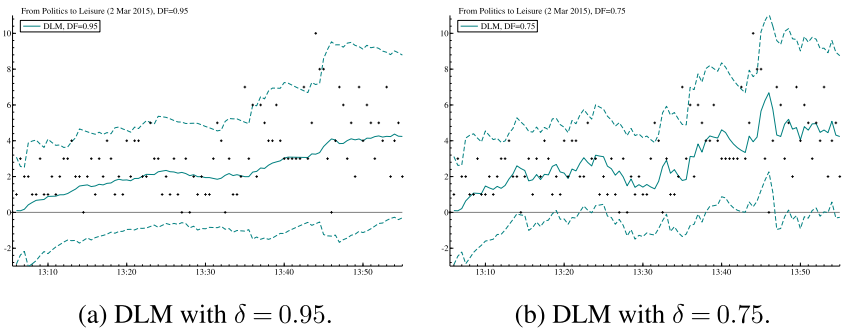 From Politics to Leisure (2 Mar 2015), DF=0.95
DLM, DF=0.95
10
8
6
4
2
0
-2
13:10 13:20 13:30 13:40 13:50
(a) DLM with δ = 0.95.
From Politics to Leisure (2 Mar 2015), DF=0.75
DLM, DF=0.75
10
8
6
4
2
0
-2
13:10 13:20 13:30 13:40 13:50
(b) DLM with δ = 0.75.